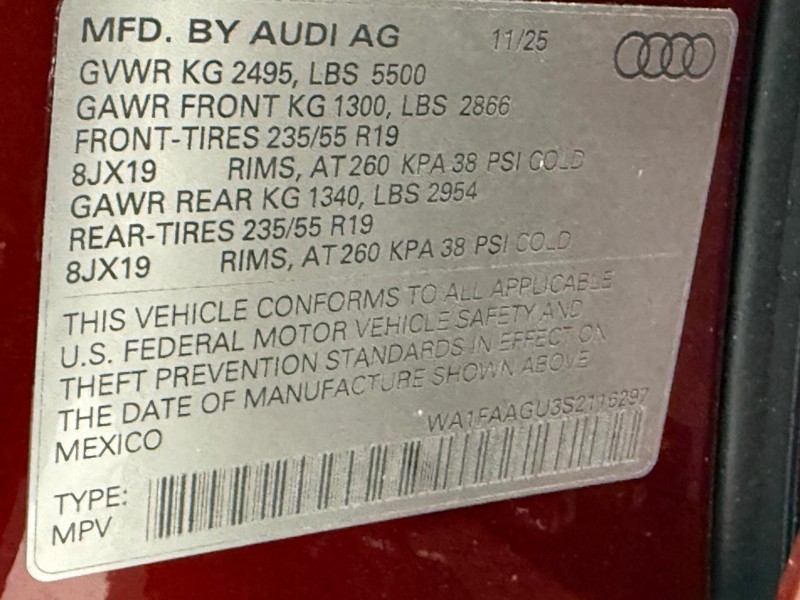 MFD. BY AUDI AG 11/25
GVWR KG 2495, LBS 5500
GAWR FRONT KG 1300, LBS 2866
FRONT-TIRES 235/55 R19
8JX19 RIMS, AT 260 KPA 38 PSI COLD
GAWR REAR KG 1340, LBS 2954
REAR-TIRES 235/55 R19
8JX19 RIMS, AT 260 KPA 38 PSI COLD
THIS VEHICLE CONFORMS TO ALL APPLICABLE
U.S. FEDERAL MOTOR VEHICLE SAFETY AND
THEFT PREVENTION STANDARDS IN EFFECT ON
THE DATE OF MANUFACTURE SHOWN ABOVE
WA1FAAGU3S2116297
MEXICO
TYPE:
MPV